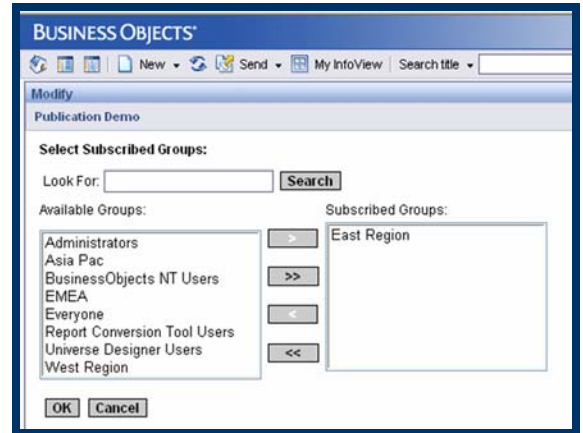 BUSINESS OBJECTS®
New Send My InfoView Search title
Modify
Publication Demo
Select Subscribed Groups:
Look For: Search
Available Groups: Subscribed Groups:
Administrators
Asia Pac
BusinessObjects NT Users
EMEA
Everyone
Report Conversion Tool Users
Universe Designer Users
West Region
>
>>
<
<<
East Region
OK Cancel